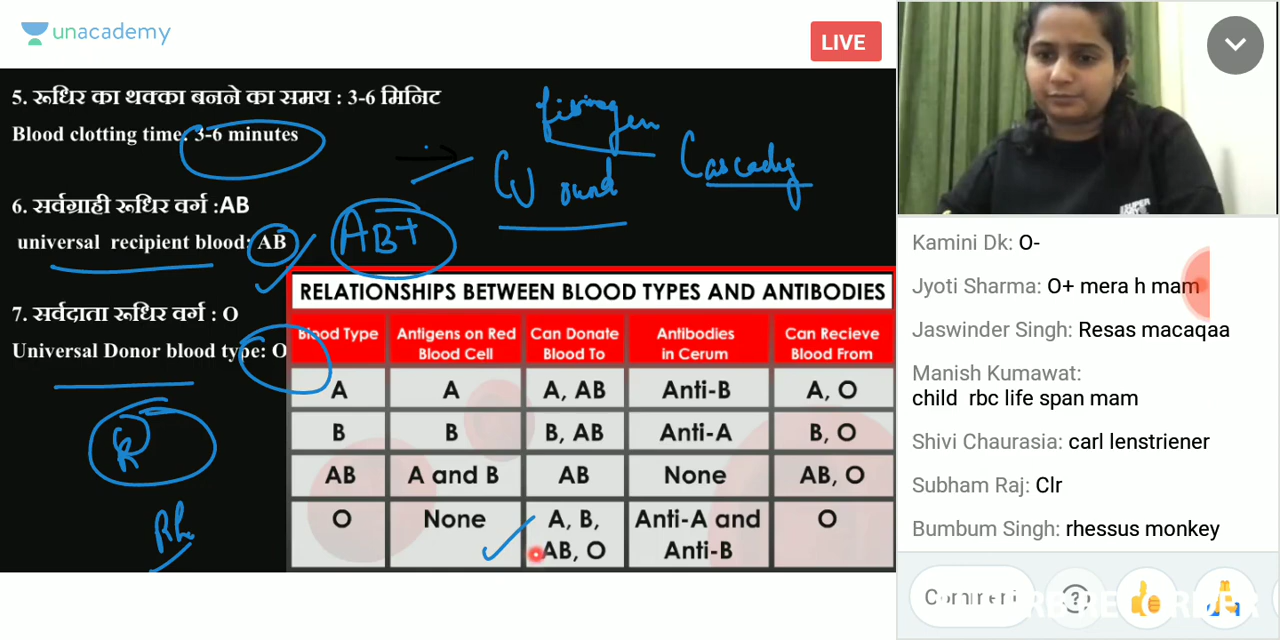 unacademy
LIVE
5. रूधिर का थक्का बनने का समय : 3-6 मिनिट
Blood clotting time: 3-6 minutes
Cascady
Wound
6. सर्वग्राही रूधिर वर्ग :AB
universal recipient blood: AB
AB+
7. सर्वदाता रूधिर वर्ग : O
Universal Donor blood type: O
Rh
RELATIONSHIPS BETWEEN BLOOD TYPES AND ANTIBODIES
Blood Type Antigens on Red Blood Cell Can Donate Blood To Antibodies in Cerum Can Recieve Blood From
A A A, AB Anti-B A, O
B B B, AB Anti-A B, O
AB A and B AB None AB, O
O None A, B, AB, O Anti-A and Anti-B O
Kamini Dk: O-
Jyoti Sharma: O+ mera h mam
Jaswinder Singh: Resas macaqaa
Manish Kumawat:
child rbc life span mam
Shivi Chaurasia: carl lenstriener
Subham Raj: Clr
Bumbum Singh: rhessus monkey